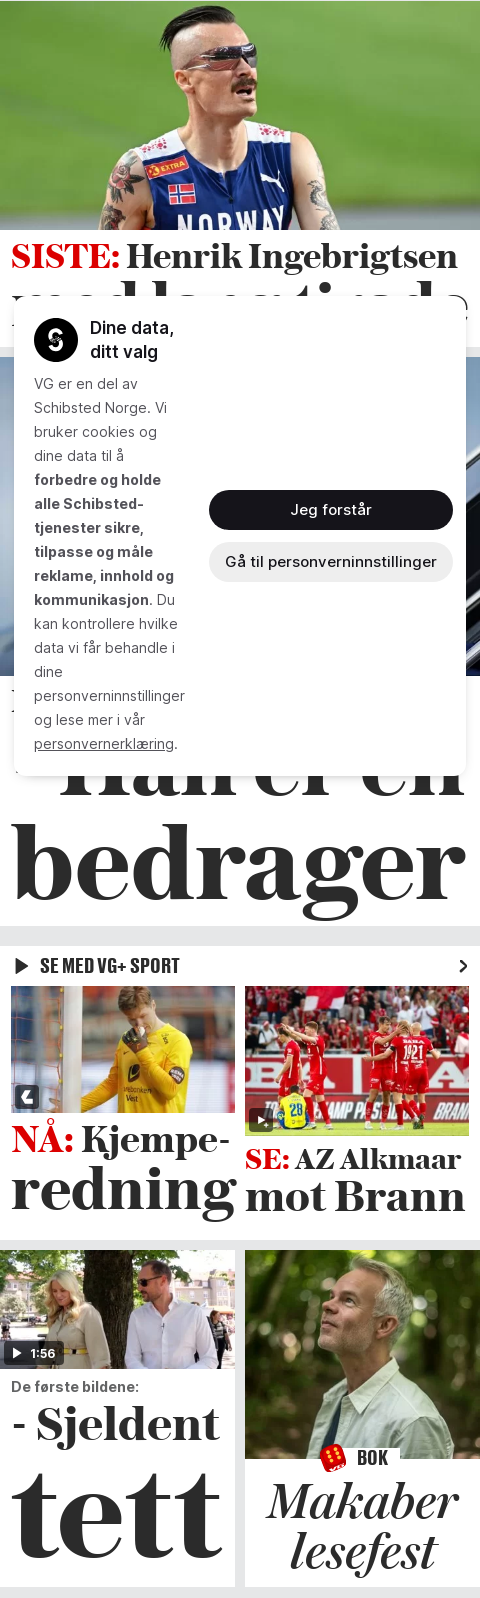 EXTRA
NORWAY
SISTE: Henrik Ingebrigtsen
Dine data,
ditt valg
VG er en del av
Schibsted Norge. Vi
bruker cookies og
dine data til å
forbedre og holde
alle Schibsted-
tjenester sikre,
tilpasse og måle
reklame, innhold og
kommunikasjon. Du
kan kontrollere hvilke
data vi får behandle i
dine
personverninnstillinger
og lese mer i vår
personvernerklæring.
Jeg forstår
Gå til personverninnstillinger
Han er en
bedrager
SE MED VG+ SPORT
NÅ: Kjempe-
redning
28
1921
SE: AZ Alkmaar
mot Brann
1:56
De første bildene:
- Sjeldent
tett
BOK
Makaber
lesefest